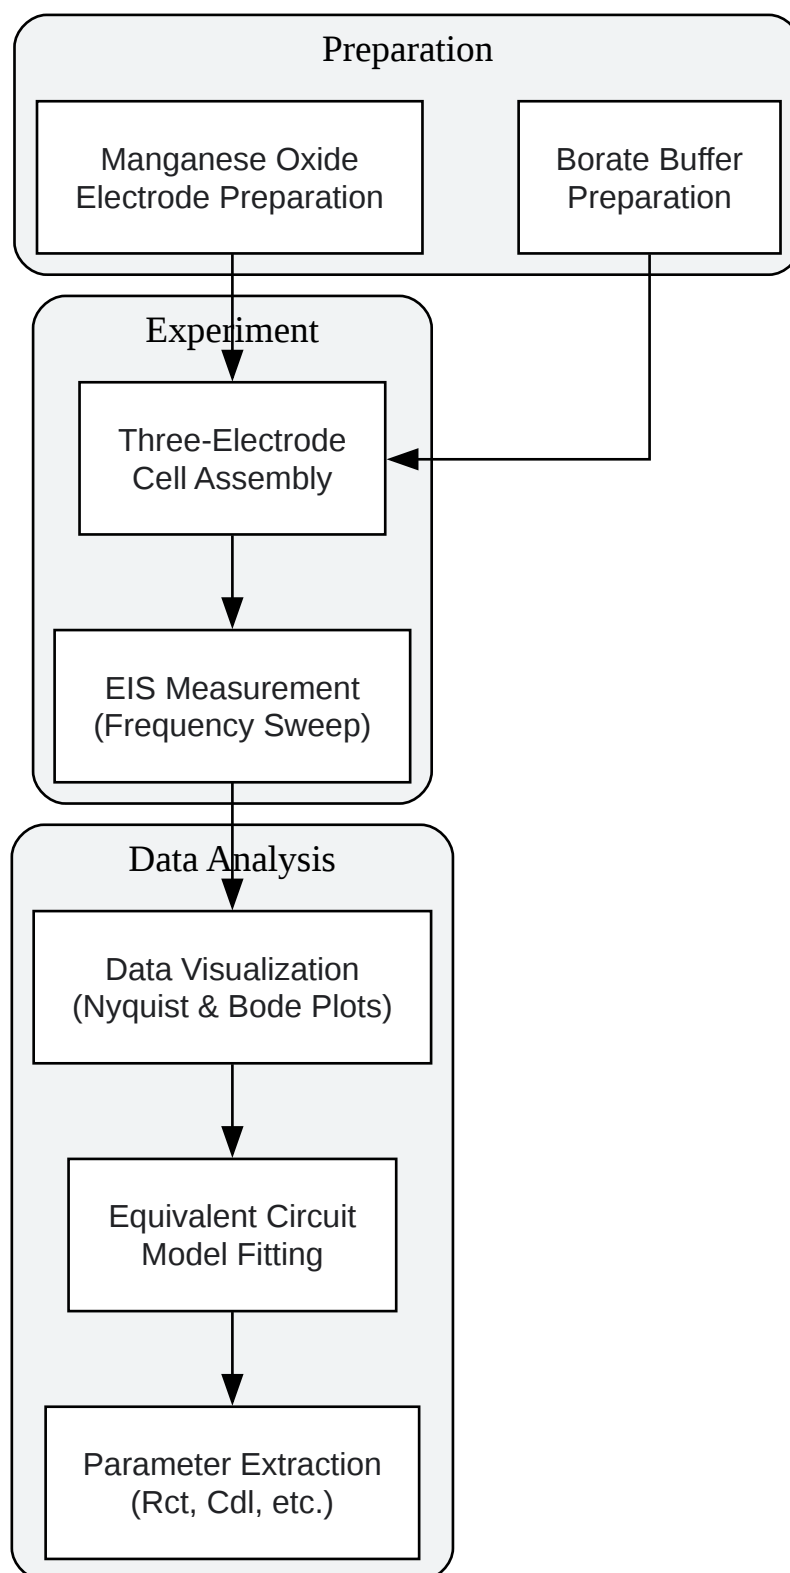 Preparation
Manganese Oxide
Electrode Preparation
Borate Buffer
Preparation
Experiment
Three-Electrode
Cell Assembly
EIS Measurement
(Frequency Sweep)
Data Analysis
Data Visualization
(Nyquist & Bode Plots)
Equivalent Circuit
Model Fitting
Parameter Extraction
(Rct, Cdl, etc.)